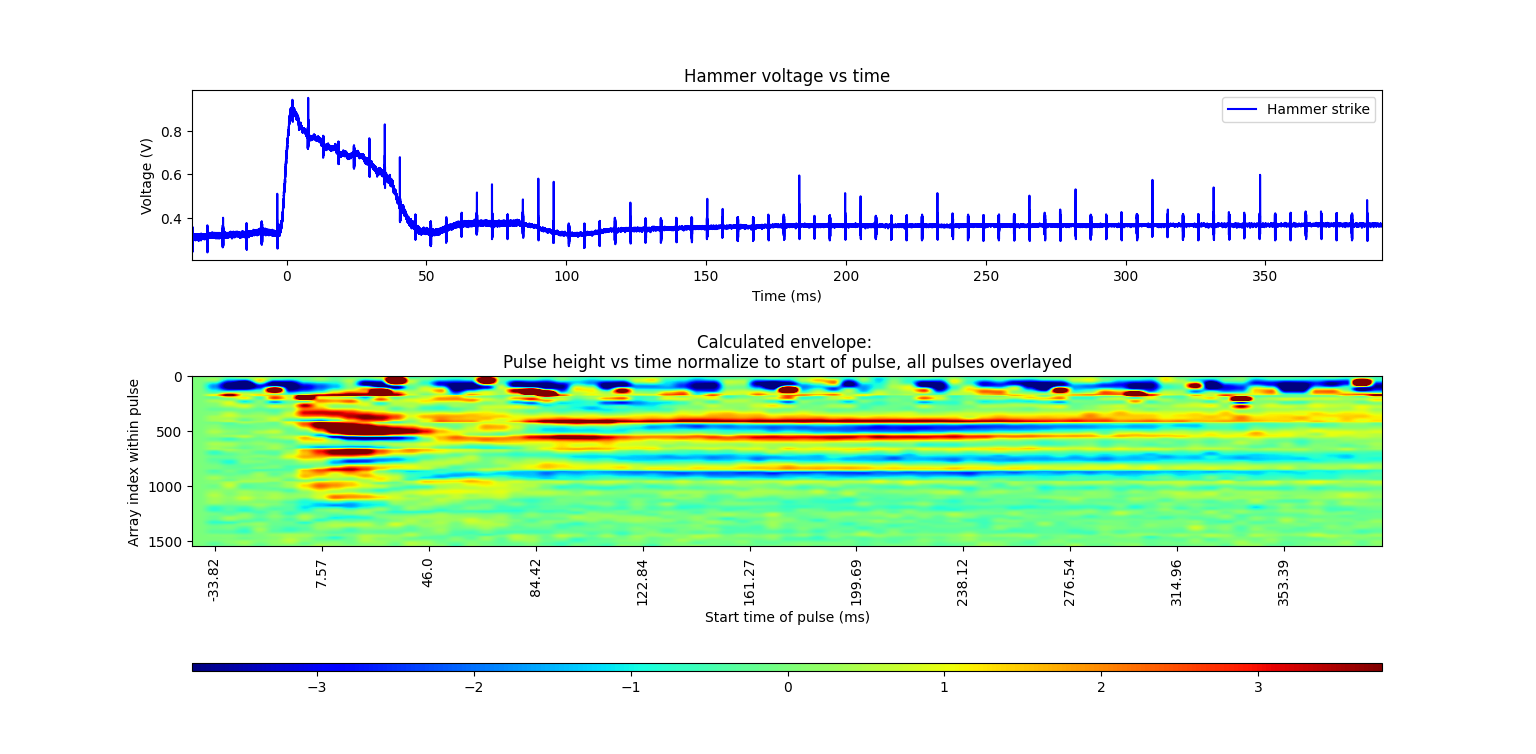 Hammer voltage vs time
Hammer strike
Voltage (V)
0.8
0.6
0.4
0 50 100 150 200 250 300 350
Time (ms)
Calculated envelope:
Pulse height vs time normalize to start of pulse, all pulses overlayed
Array index within pulse
0
500
1000
1500
-33.82 7.57 46.0 84.42 122.84 161.27 199.69 238.12 276.54 314.96 353.39
Start time of pulse (ms)
−3 −2 −1 0 1 2 3